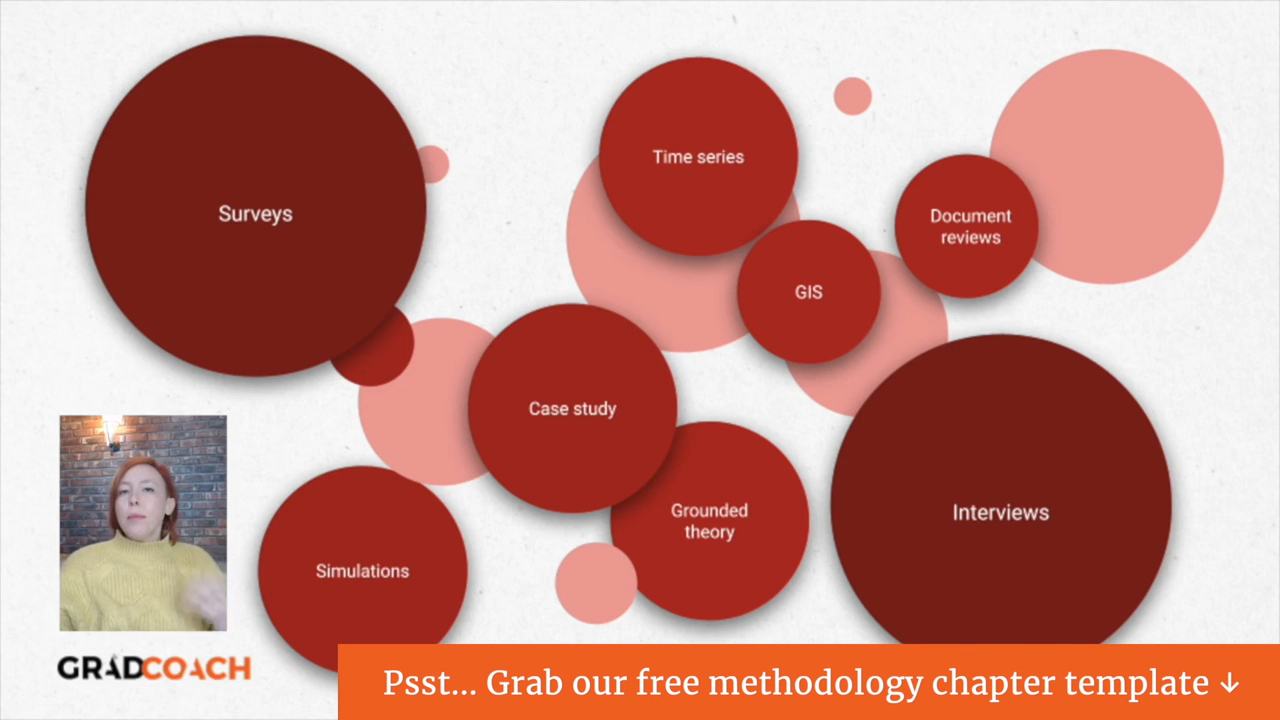 Surveys
Time series
Document
reviews
GIS
Case study
Grounded
theory
Interviews
Simulations
GRADCOACH
Psst... Grab our free methodology chapter template ↓